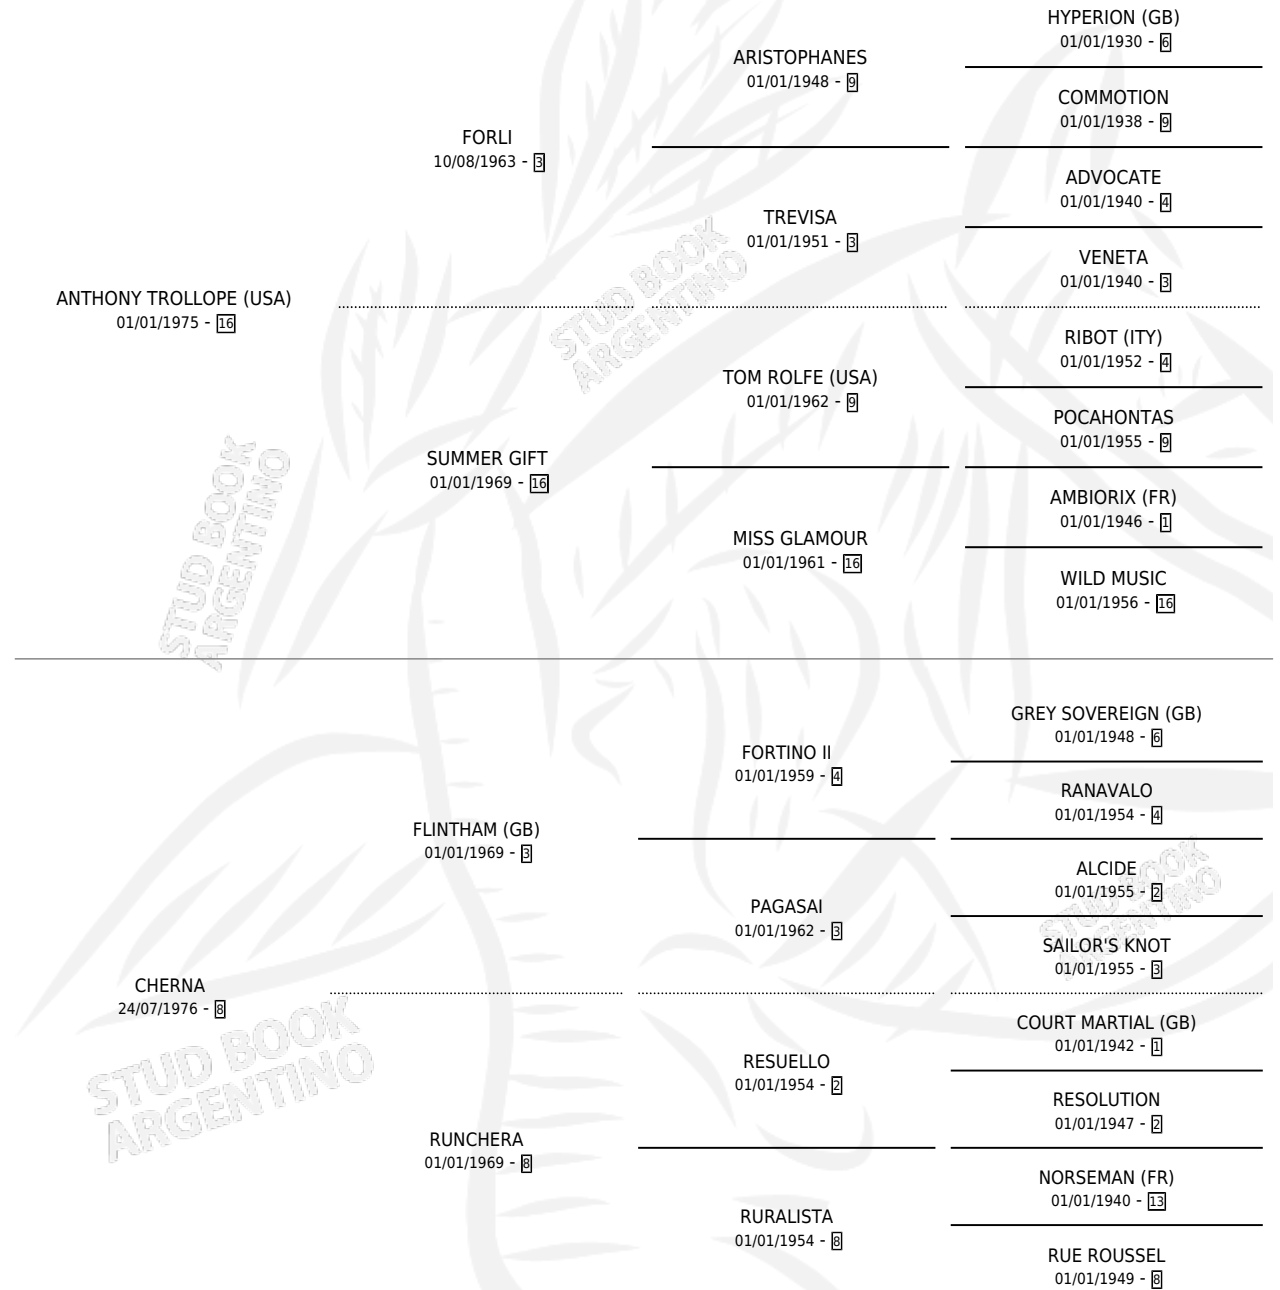 HYPERION (GB)
01/01/1930 - 6
ARISTOPHANES
01/01/1948 - 9
COMMOTION
01/01/1938 - 9
FORLI
10/08/1963 - 3
ADVOCATE
01/01/1940 - 4
TREVISA
01/01/1951 - 3
VENETA
01/01/1940 - 3
ANTHONY TROLLOPE (USA)
01/01/1975 - 16
RIBOT (ITY)
01/01/1952 - 4
TOM ROLFE (USA)
01/01/1962 - 9
POCAHONTAS
01/01/1955 - 9
SUMMER GIFT
01/01/1969 - 16
AMBIORIX (FR)
01/01/1946 - 1
MISS GLAMOUR
01/01/1961 - 16
WILD MUSIC
01/01/1956 - 16
GREY SOVEREIGN (GB)
01/01/1948 - 6
FORTINO II
01/01/1959 - 4
RANAVALO
01/01/1954 - 4
FLINTHAM (GB)
01/01/1969 - 3
ALCIDE
01/01/1955 - 2
PAGASAI
01/01/1962 - 3
SAILOR'S KNOT
01/01/1955 - 3
CHERNA
24/07/1976 - 8
COURT MARTIAL (GB)
01/01/1942 - 1
RESUELLO
01/01/1954 - 2
RESOLUTION
01/01/1947 - 2
RUNCHERA
01/01/1969 - 8
NORSEMAN (FR)
01/01/1940 - 13
RURALISTA
01/01/1954 - 8
RUE ROUSSEL
01/01/1949 - 8
STUD BOOK
ARGENTINO
STUD BOOK
ARGENTINO
STUD BOOK
ARGENTINO
STUD BOOK
ARGENTINO